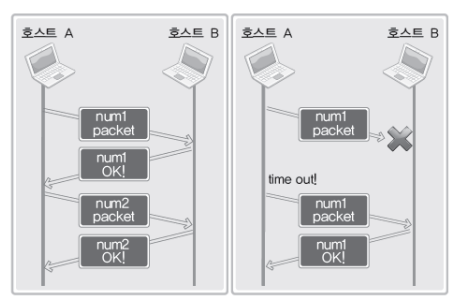 호스트 A
호스트 B
num1
packet
num1
OK!
num2
packet
num2
OK!
호스트 A
호스트 B
num1
packet
time out!
num1
packet
num1
OK!